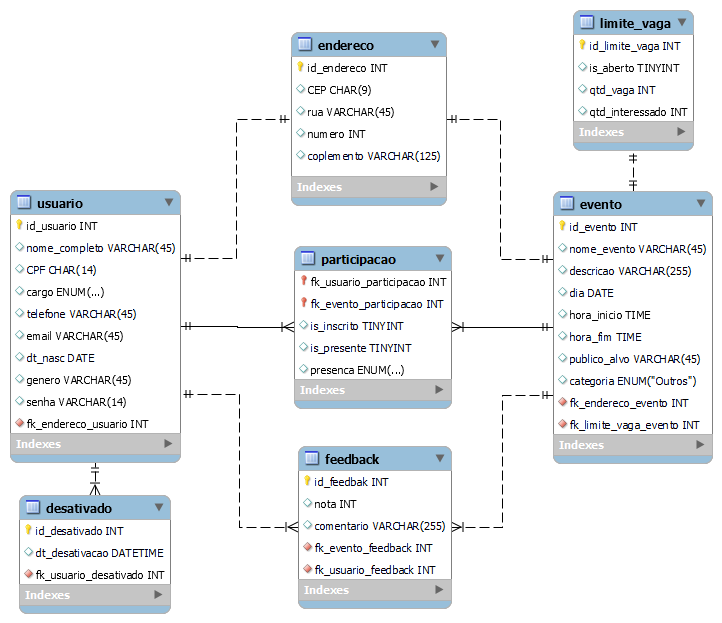 endereco
id_endereco INT
CEP CHAR(9)
rua VARCHAR(45)
numero INT
coplemento VARCHAR(125)
Indexes
limite_vaga
id_limite_vaga INT
is_aberto TINYINT
qtd_vaga INT
qtd_interessado INT
Indexes
usuario
id_usuario INT
nome_completo VARCHAR(45)
CPF CHAR(14)
cargo ENUM(...)
telefone VARCHAR(45)
email VARCHAR(45)
dt_nasc DATE
genero VARCHAR(45)
senha VARCHAR(14)
fk_endereco_usuario INT
Indexes
participacao
fk_usuario_participacao INT
fk_evento_participacao INT
is_inscrito TINYINT
is_presente TINYINT
presenca ENUM(...)
Indexes
evento
id_evento INT
nome_evento VARCHAR(45)
descricao VARCHAR(255)
dia DATE
hora_inicio TIME
hora_fim TIME
publico_alvo VARCHAR(45)
categoria ENUM("Outros")
fk_endereco_evento INT
fk_limite_vaga_evento INT
Indexes
desativado
id_desativado INT
dt_desativacao DATETIME
fk_usuario_desativado INT
Indexes
feedback
id_feedbak INT
nota INT
comentario VARCHAR(255)
fk_evento_feedback INT
fk_usuario_feedback INT
Indexes